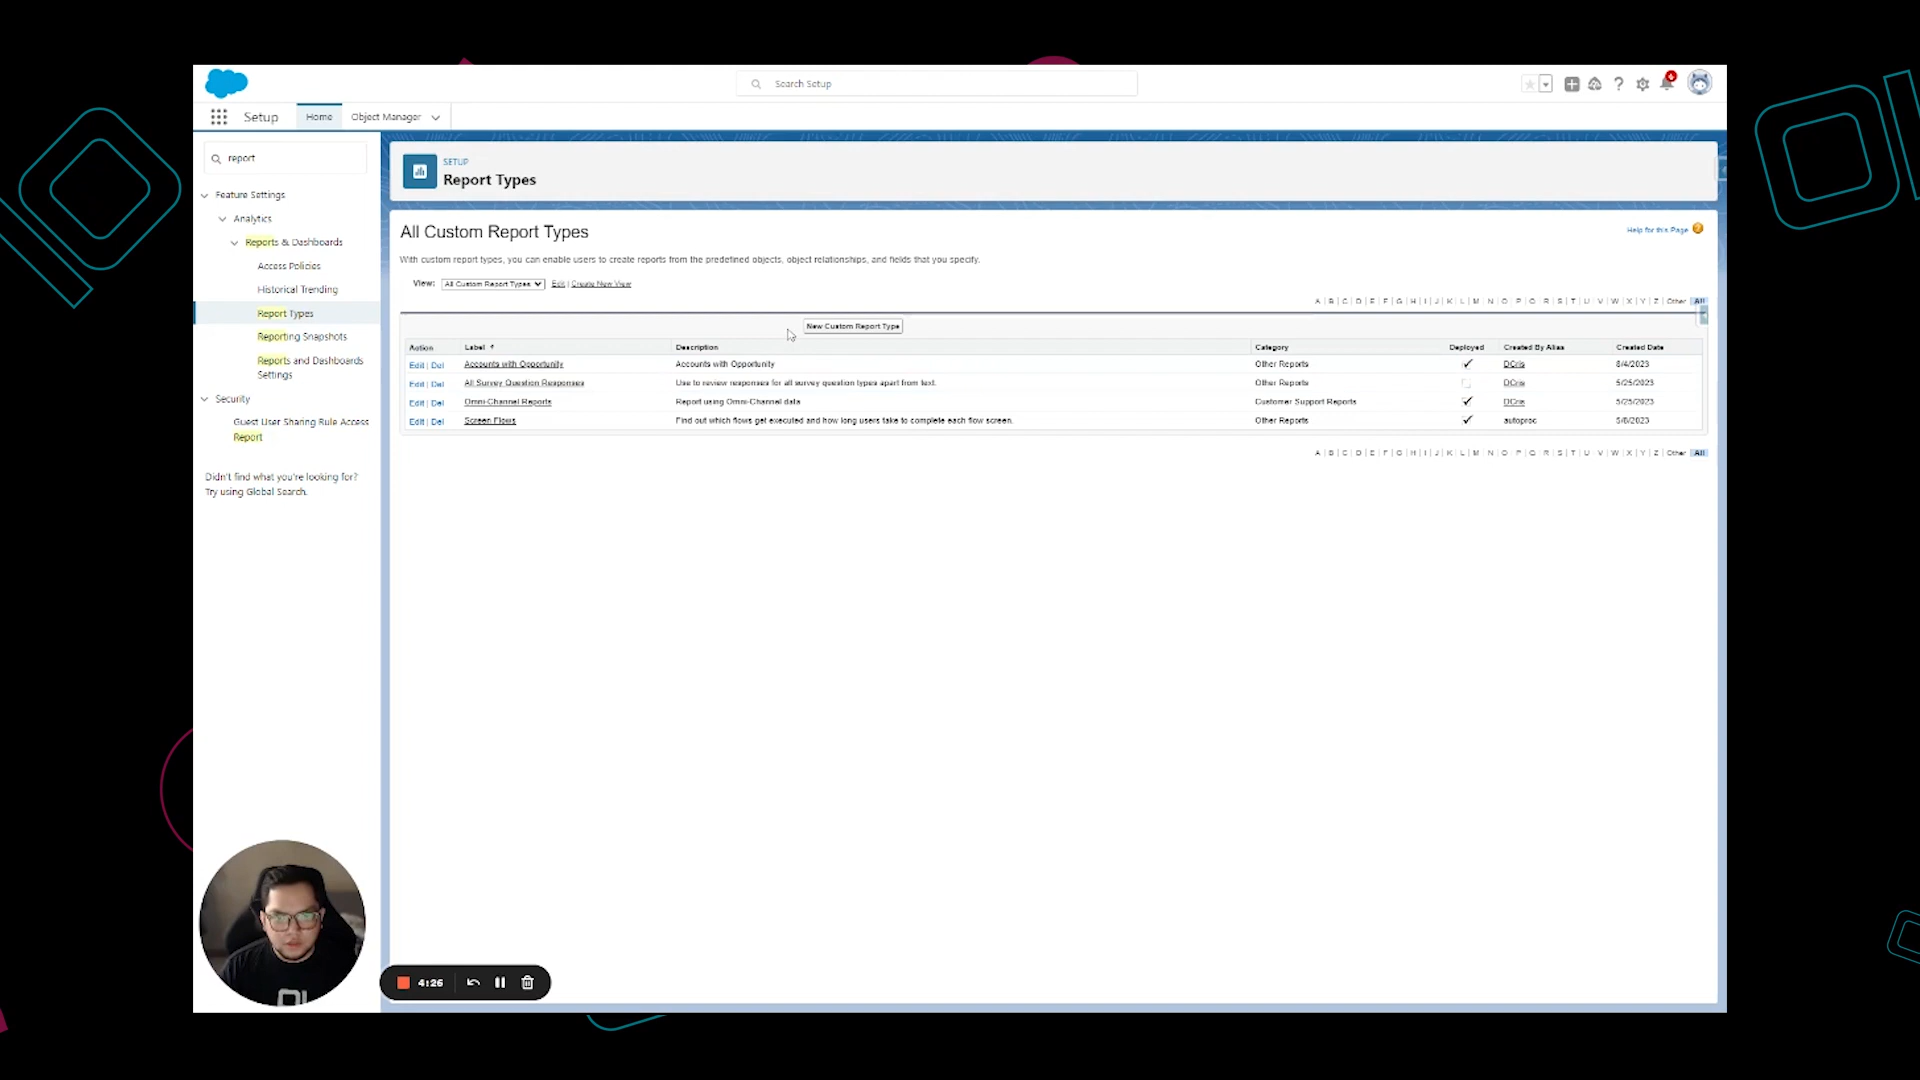 Search Setup
Setup
Home
Object Manager
report
Feature Settings
Analytics
Reports & Dashboards
Access Policies
Historical Trending
Report Types
Reporting Snapshots
Reports and Dashboards
Settings
Security
Guest User Sharing Rule Access
Report
Didn't find what you're looking for?
Try using Global Search.
SETUP
Report Types
All Custom Report Types
Help for this Page
With custom report types, you can enable users to create reports from the predefined objects, object relationships, and fields that you specify.
View: All Custom Report Types Edit | Create New View
A | B | C | D | E | F | G | H | I | J | K | L | M | N | O | P | Q | R | S | T | U | V | W | X | Y | Z | Other All
New Custom Report Type
Action Label Description Category Deployed Created By Alias Created Date
Edit | Del Accounts with Opportunity Accounts with Opportunity Other Reports ✓ DCris 8/4/2023
Edit | Del All Survey Question Responses Use to review responses for all survey question types apart from text. Other Reports DCris 5/25/2023
Edit | Del Omni-Channel Reports Report using Omni-Channel data Customer Support Reports ✓ DCris 5/25/2023
Edit | Del Screen Flows Find out which flows get executed and how long users take to complete each flow screen. Other Reports ✓ autoproc 5/8/2023
A | B | C | D | E | F | G | H | I | J | K | L | M | N | O | P | Q | R | S | T | U | V | W | X | Y | Z | Other All
4:26